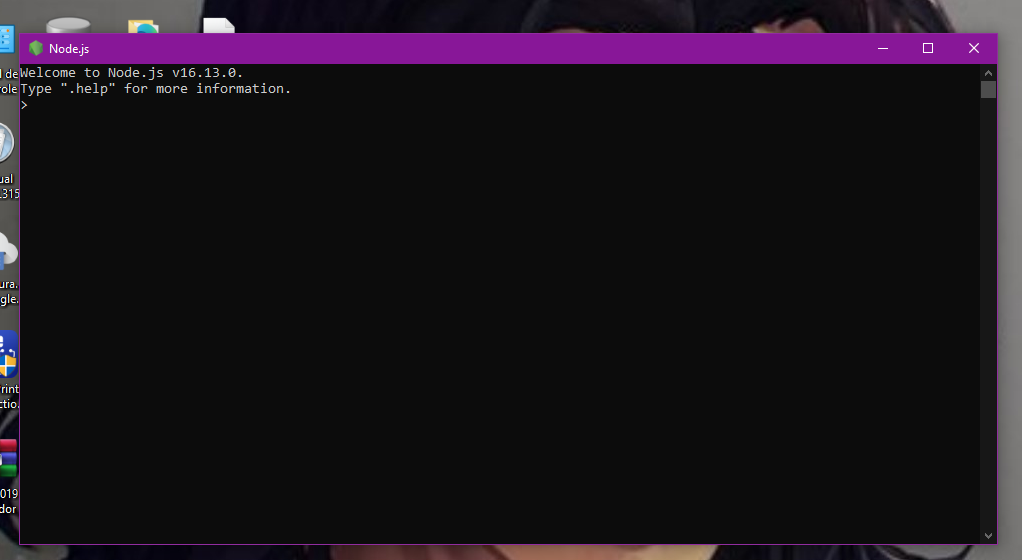 Node.js
Welcome to Node.js v16.13.0.
Type ".help" for more information.
>
l de
role
ual
.315
ura.
gle.
rint
ctio.
019
dor